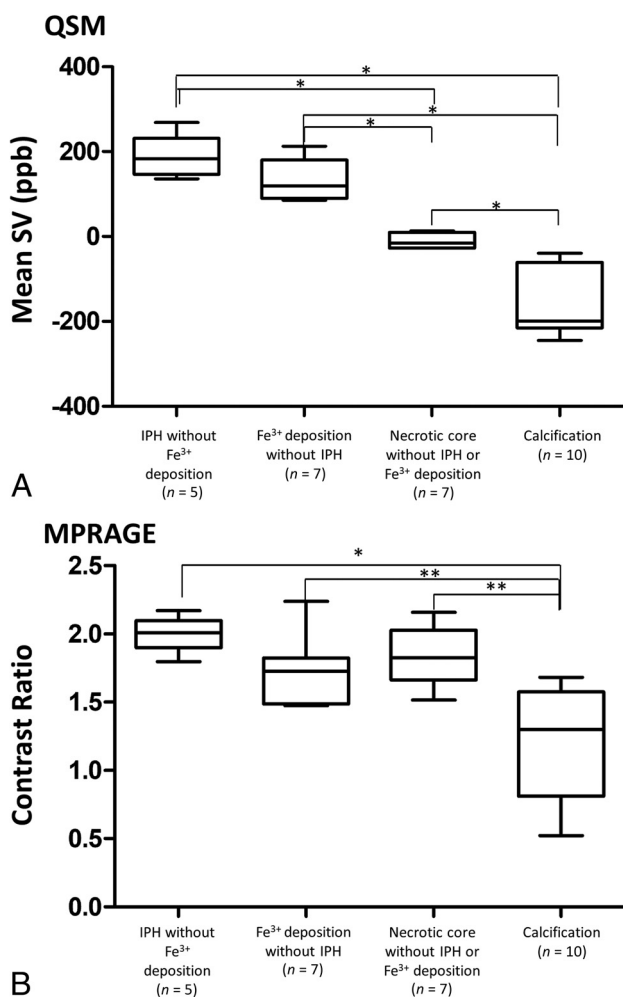 QSM
400
200
0
-200
-400
Mean SV (ppb)
*
*
*
*
*
IPH without
Fe³⁺
deposition
(n = 5)
Fe³⁺ deposition
without IPH
(n = 7)
Necrotic core
without IPH or
Fe³⁺ deposition
(n = 7)
Calcification
(n = 10)
A
MPRAGE
2.5
2.0
1.5
1.0
0.5
0.0
Contrast Ratio
*
**
**
IPH without
Fe³⁺
deposition
(n = 5)
Fe³⁺ deposition
without IPH
(n = 7)
Necrotic core
without IPH or
Fe³⁺ deposition
(n = 7)
Calcification
(n = 10)
B